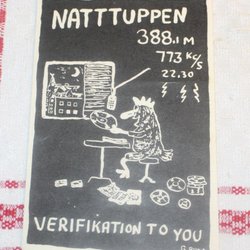 NATTTUPPEN
388.1 M
773 KC/S
22.30
VERIFIKATION TO YOU